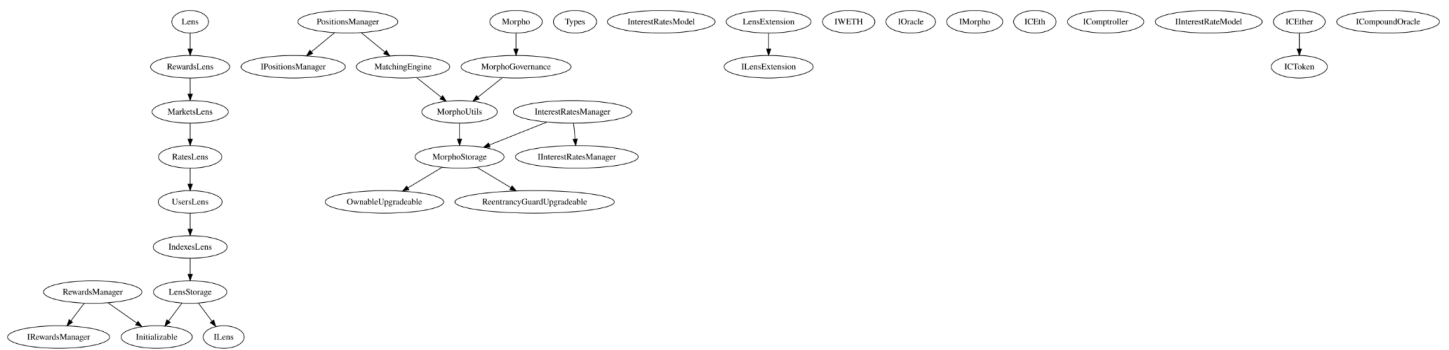 Lens
PositionsManager
Morpho
Types
InterestRatesModel
LensExtension
IWETH
IOracle
IMorpho
ICEth
IComptroller
IInterestRateModel
ICEther
ICompoundOracle
RewardsLens
IPositionsManager
MatchingEngine
MorphoGovernance
ILensExtension
ICToken
MarketsLens
MorphoUtils
InterestRatesManager
RatesLens
MorphoStorage
IInterestRatesManager
UsersLens
OwnableUpgradeable
ReentrancyGuardUpgradeable
IndexesLens
RewardsManager
LensStorage
IRewardsManager
Initializable
ILens